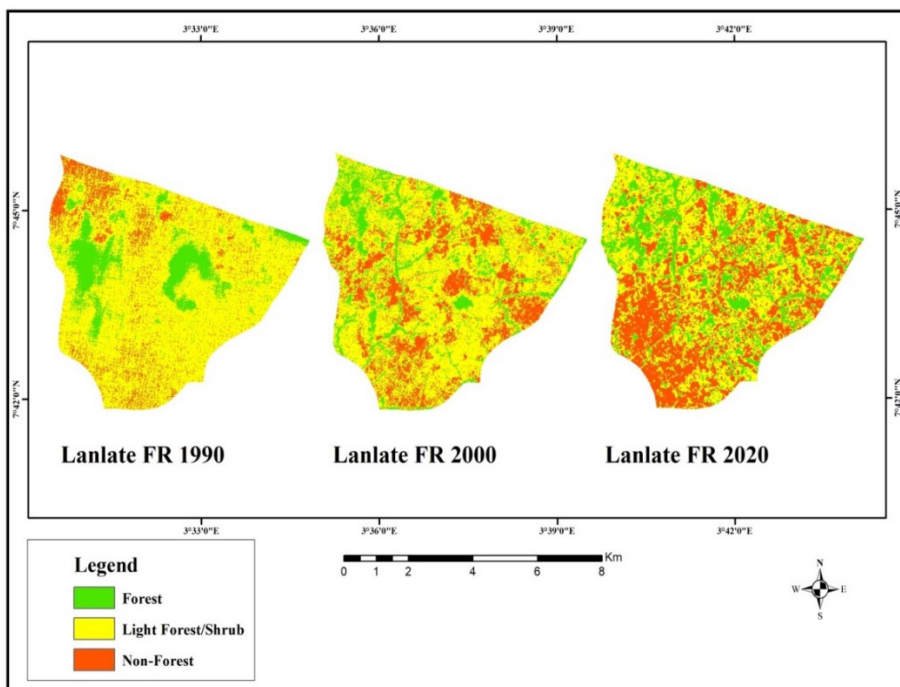 3°33'0"E 3°36'0"E 3°39'0"E 3°42'0"E
7°45'0"N 7°45'0"N
7°42'0"N 7°42'0"N
Lanlate FR 1990 Lanlate FR 2000 Lanlate FR 2020
3°33'0"E 3°36'0"E 3°39'0"E 3°42'0"E
Legend
Forest
Light Forest/Shrub
Non-Forest
Km
0 1 2 4 6 8
N
W E
S